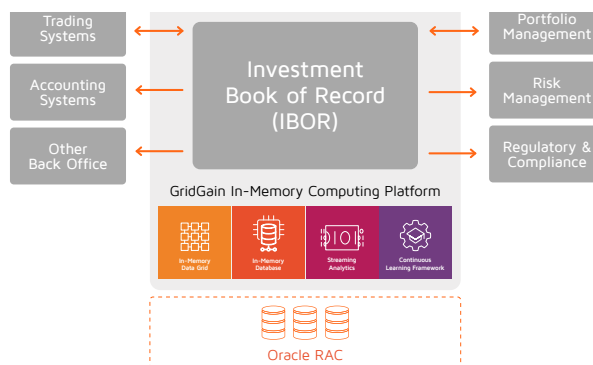 Trading
Systems
Accounting
Systems
Other
Back Office
Investment
Book of Record
(IBOR)
Portfolio
Management
Risk
Management
Regulatory &
Compliance
GridGain In-Memory Computing Platform
In-Memory
Data Grid
In-Memory
Database
Streaming
Analytics
Continuous
Learning Framework
Oracle RAC